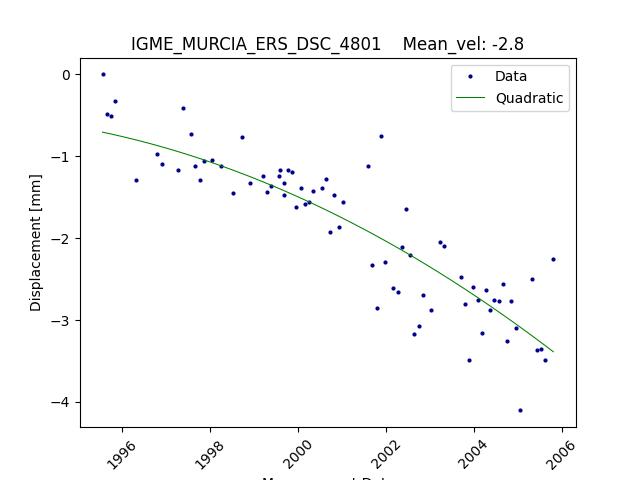 IGME_MURCIA_ERS_DSC_4801    Mean_vel: -2.8
Data
Quadratic
Displacement [mm]
0
−1
−2
−3
−4
1996
1998
2000
2002
2004
2006